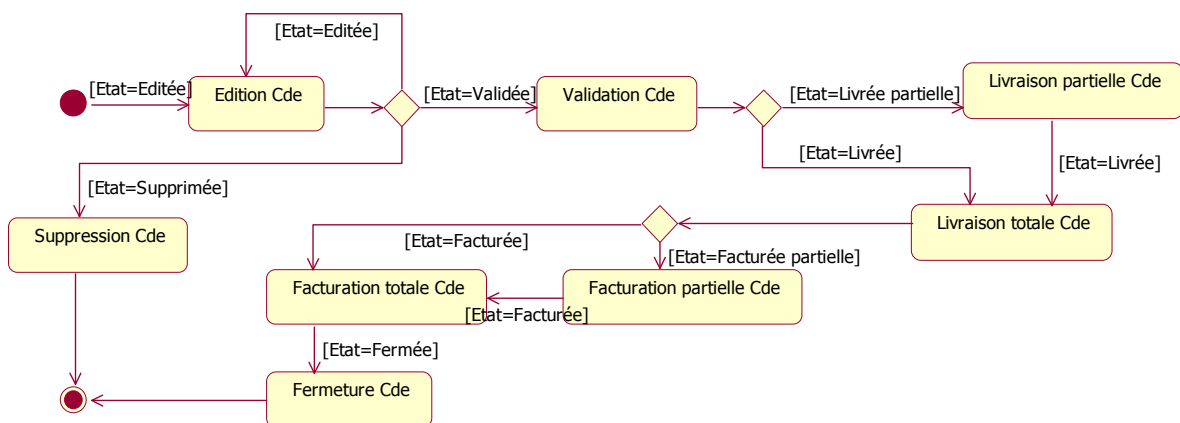 [Etat=Editée]
[Etat=Editée]
Edition Cde
[Etat=Validée]
Validation Cde
[Etat=Livrée partielle]
Livraison partielle Cde
[Etat=Livrée]
[Etat=Livrée]
[Etat=Supprimée]
Suppression Cde
Livraison totale Cde
[Etat=Facturée]
[Etat=Facturée partielle]
Facturation totale Cde
Facturation partielle Cde
[Etat=Facturée]
[Etat=Fermée]
Fermeture Cde